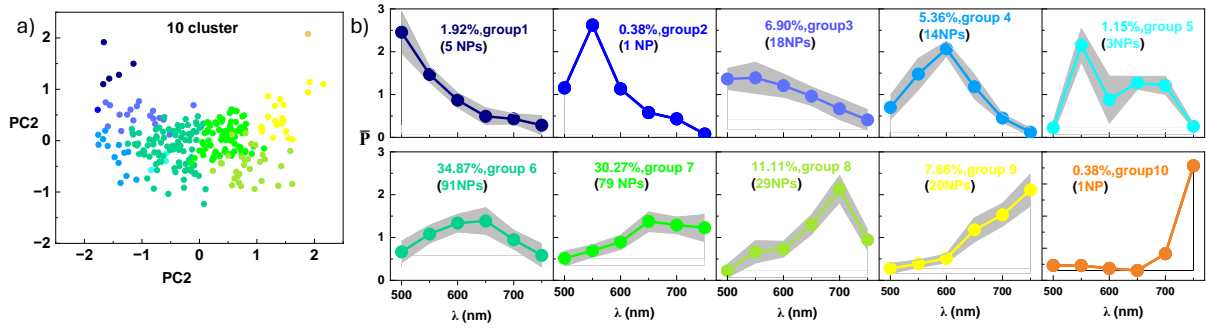 a)
10 cluster
2
1
PC2
0
−1
−2
−2
−1
0
1
2
PC2
b)
3
2
1
P̅
1.92%,group1
(5 NPs)
0.38%,group2
(1 NP)
6.90%,group3
(18NPs)
5.36%,group 4
(14NPs)
1.15%,group 5
(3NPs)
3
2
1
0
34.87%,group 6
(91NPs)
30.27%,group 7
(79 NPs)
11.11%,group 8
(29NPs)
7.66%,group 9
(20NPs)
0.38%,group10
(1NP)
500 600 700
500 600 700
500 600 700
500 600 700
500 600 700
λ (nm)
λ (nm)
λ (nm)
λ (nm)
λ (nm)